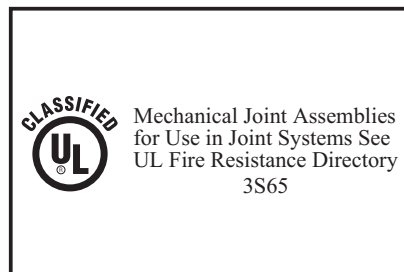 CLASSIFIED
UL
®
Mechanical Joint Assemblies
for Use in Joint Systems See
UL Fire Resistance Directory
3S65